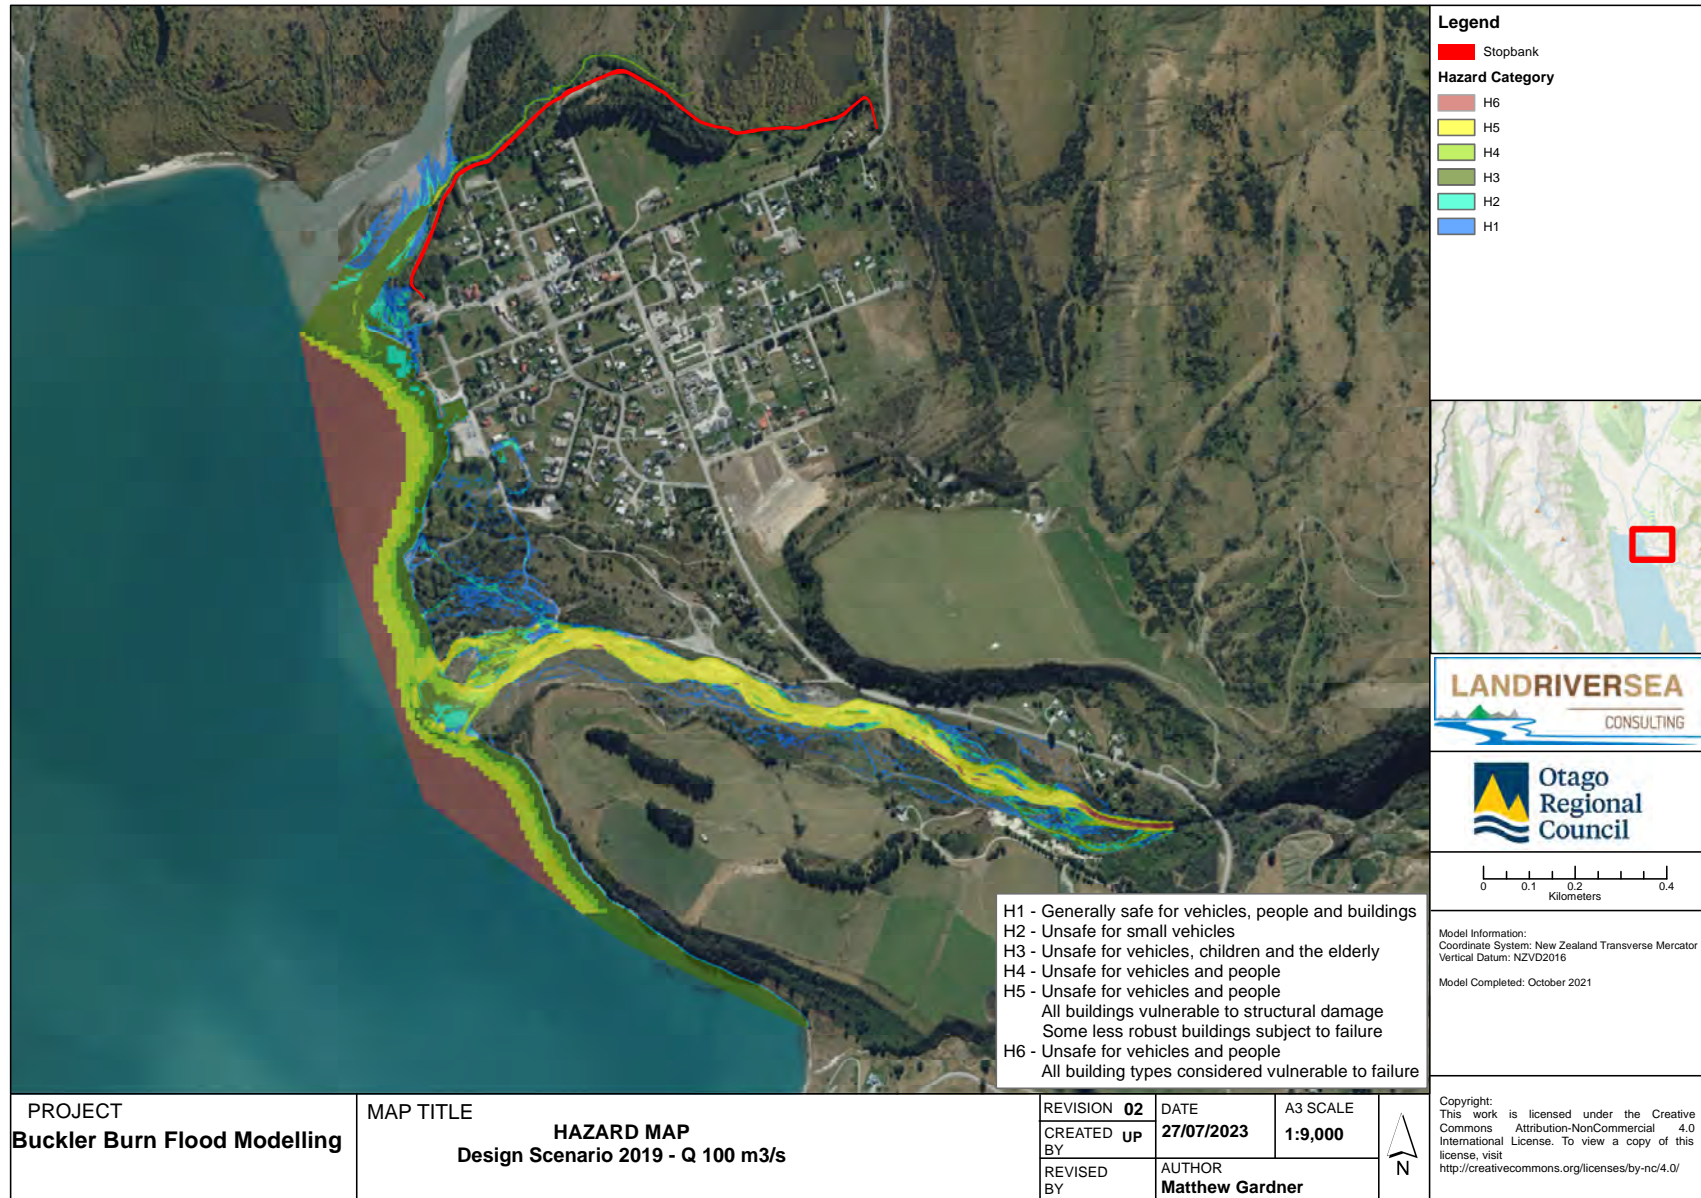 Legend
Stopbank
Hazard Category
H6
H5
H4
H3
H2
H1
LANDRIVERSEA
CONSULTING
Otago
Regional
Council
0 0.1 0.2 0.4
Kilometers
Model Information:
Coordinate System: New Zealand Transverse Mercator
Vertical Datum: NZVD2016
Model Completed: October 2021
Copyright:
This work is licensed under the Creative
Commons Attribution-NonCommercial 4.0
International License. To view a copy of this
license, visit
http://creativecommons.org/licenses/by-nc/4.0/
H1 - Generally safe for vehicles, people and buildings
H2 - Unsafe for small vehicles
H3 - Unsafe for vehicles, children and the elderly
H4 - Unsafe for vehicles and people
H5 - Unsafe for vehicles and people
All buildings vulnerable to structural damage
Some less robust buildings subject to failure
H6 - Unsafe for vehicles and people
All building types considered vulnerable to failure
PROJECT
Buckler Burn Flood Modelling
MAP TITLE
HAZARD MAP
Design Scenario 2019 - Q 100 m3/s
REVISION 02
CREATED BY UP
REVISED BY
DATE
27/07/2023
A3 SCALE
1:9,000
AUTHOR
Matthew Gardner
N